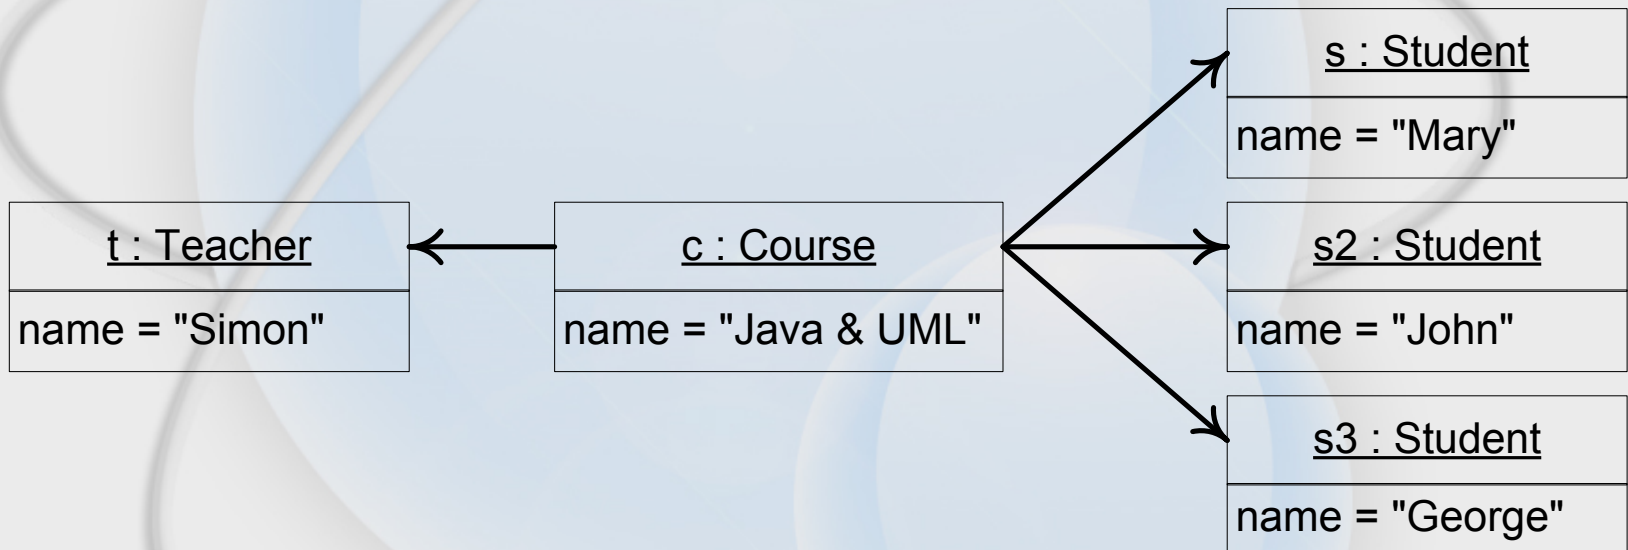 s : Student
name = "Mary"
t : Teacher
name = "Simon"
c : Course
name = "Java & UML"
s2 : Student
name = "John"
s3 : Student
name = "George"